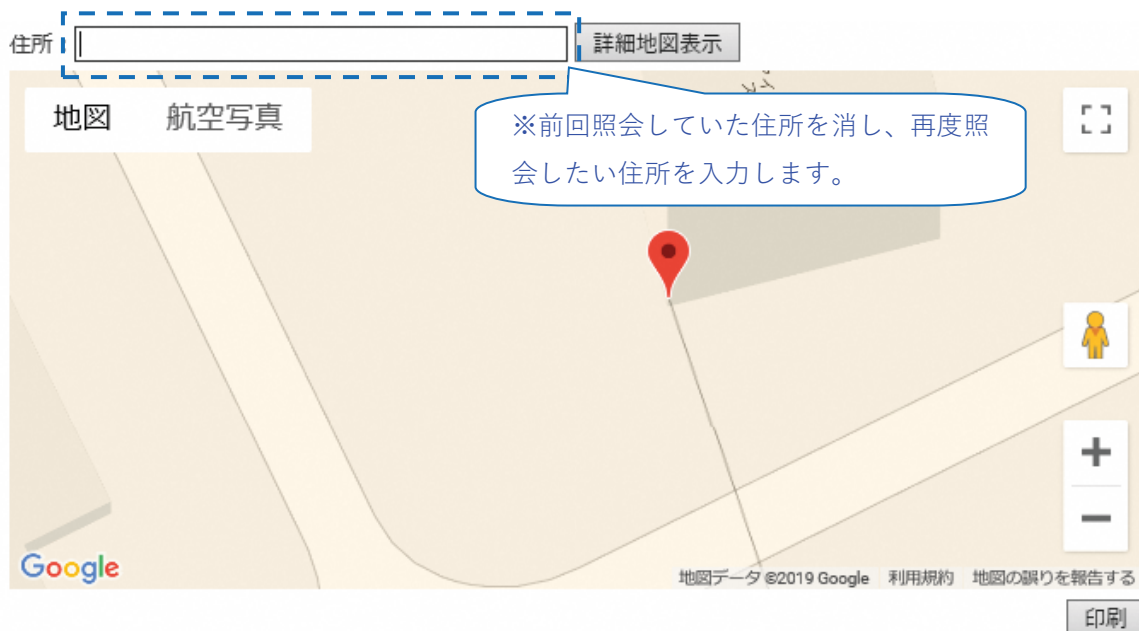 住所
詳細地図表示
地図 航空写真
※前回照会していた住所を消し、再度照
会したい住所を入力します。
Google
地図データ ©2019 Google 利用規約 地図の誤りを報告する
印刷